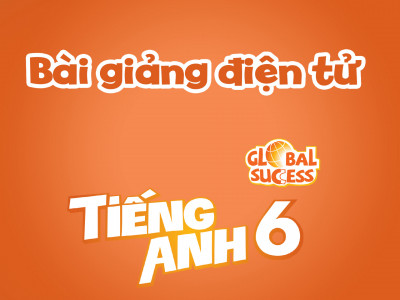 Bài giảng điện tử
GLOBAL
SUCCESS
TIẾNG
ANH 6